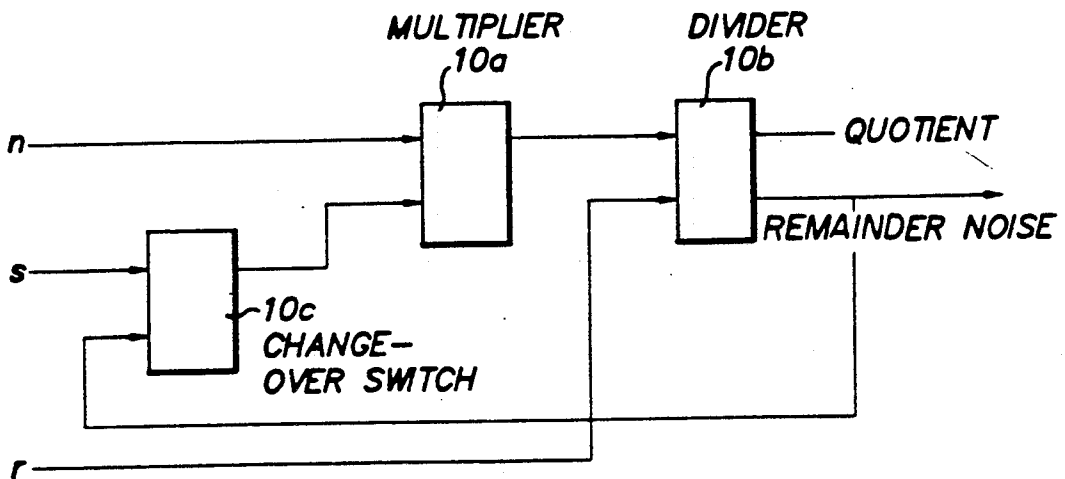 MULTIPLIER
10a
DIVIDER
10b
n
QUOTIENT
REMAINDER NOISE
s
10c
CHANGE-
OVER SWITCH
r